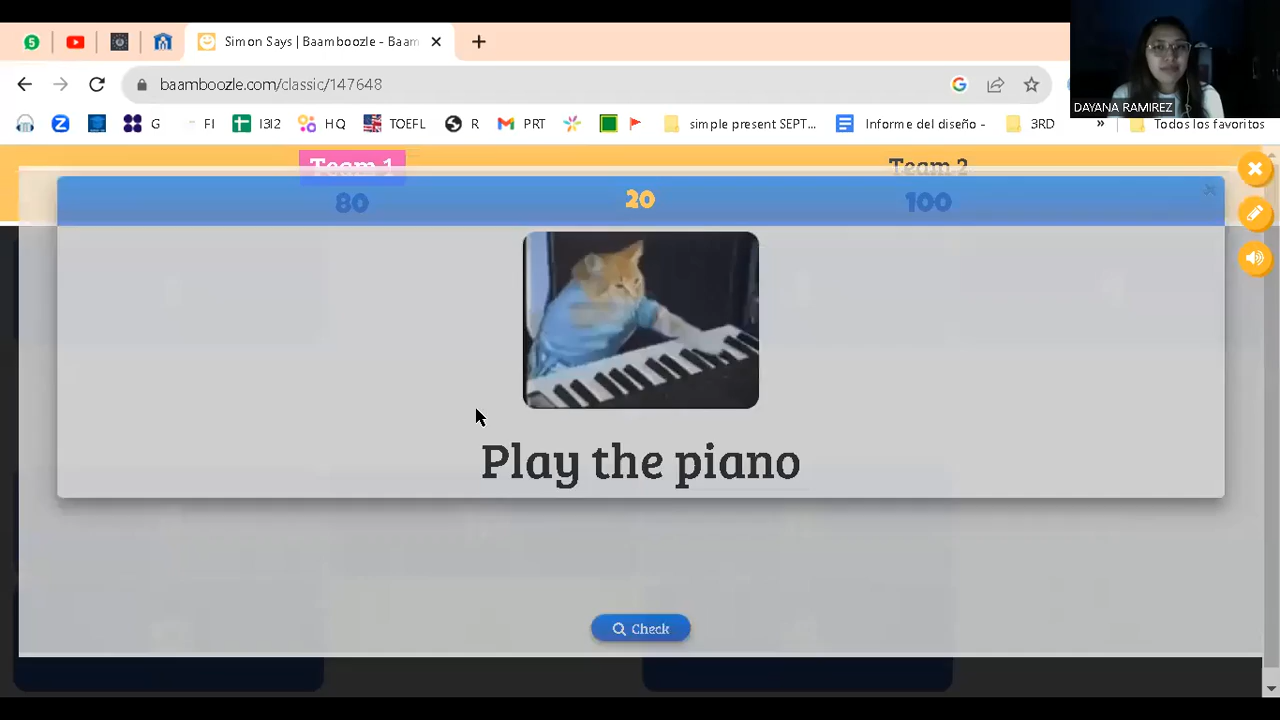 5
Simon Says | Baamboozle - Baam
baamboozle.com/classic/147648
DAYANA RAMIREZ
G
FI
I3I2
HQ
TOEFL
R
PRT
simple present SEPT...
Informe del diseño -
3RD
»
Todos los favoritos
Team 1
Team 2
80
20
100
Play the piano
Check